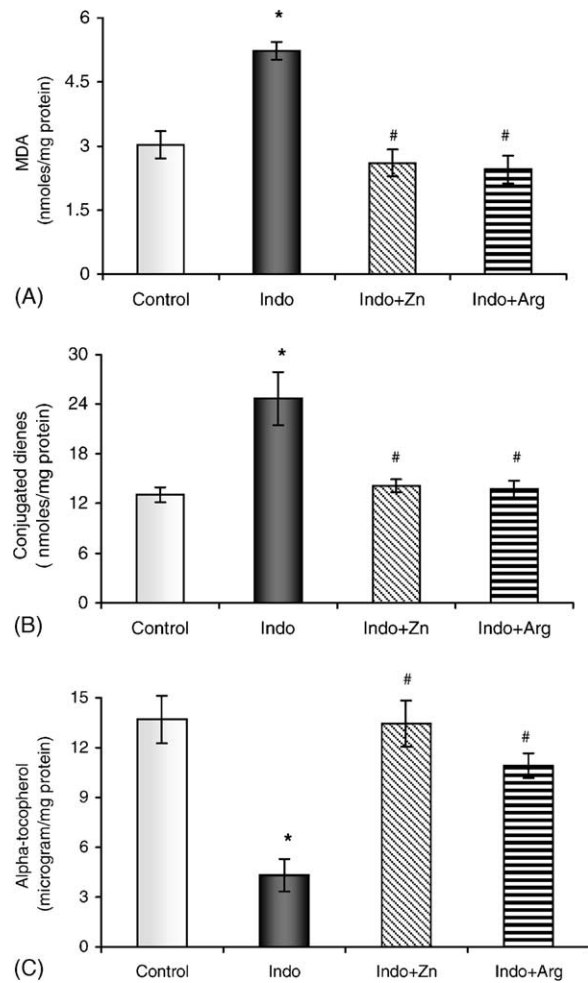 6
*
4.5
MDA
(nmoles/mg protein)
#
#
3
1.5
0
(A)
Control
Indo
Indo+Zn
Indo+Arg
30
*
24
Conjugated dienes
( nmoles/mg protein)
18
#
#
12
6
0
(B)
Control
Indo
Indo+Zn
Indo+Arg
15
#
12
#
Alpha-tocopherol
(microgram/mg protein)
9
6
*
3
0
(C)
Control
Indo
Indo+Zn
Indo+Arg